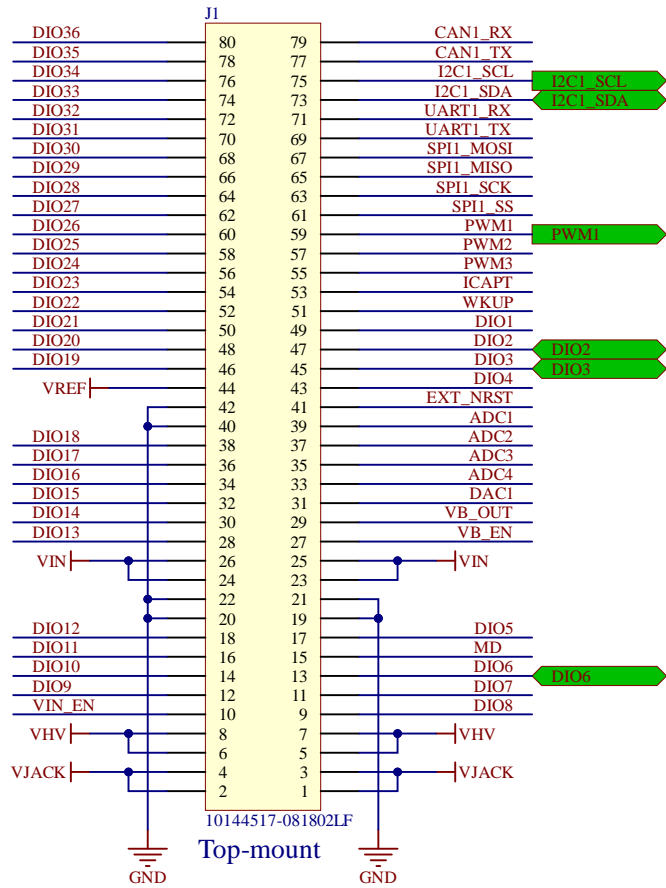 J1
DIO36 80 79 CAN1_RX
DIO35 78 77 CAN1_TX
DIO34 76 75 I2C1_SCL I2C1_SCL
DIO33 74 73 I2C1_SDA I2C1_SDA
DIO32 72 71 UART1_RX
DIO31 70 69 UART1_TX
DIO30 68 67 SPI1_MOSI
DIO29 66 65 SPI1_MISO
DIO28 64 63 SPI1_SCK
DIO27 62 61 SPI1_SS
DIO26 60 59 PWM1 PWM1
DIO25 58 57 PWM2
DIO24 56 55 PWM3
DIO23 54 53 ICAPT
DIO22 52 51 WKUP
DIO21 50 49 DIO1
DIO20 48 47 DIO2 DIO2
DIO19 46 45 DIO3 DIO3
VREF 44 43 DIO4
42 41 EXT_NRST
40 39 ADC1
DIO18 38 37 ADC2
DIO17 36 35 ADC3
DIO16 34 33 ADC4
DIO15 32 31 DAC1
DIO14 30 29 VB_OUT
DIO13 28 27 VB_EN
VIN 26 25 VIN
24 23
22 21
20 19
DIO12 18 17 DIO5
DIO11 16 15 MD
DIO10 14 13 DIO6 DIO6
DIO9 12 11 DIO7
VIN_EN 10 9 DIO8
VHV 8 7 VHV
6 5
VJACK 4 3 VJACK
2 1
10144517-081802LF
Top-mount
GND GND